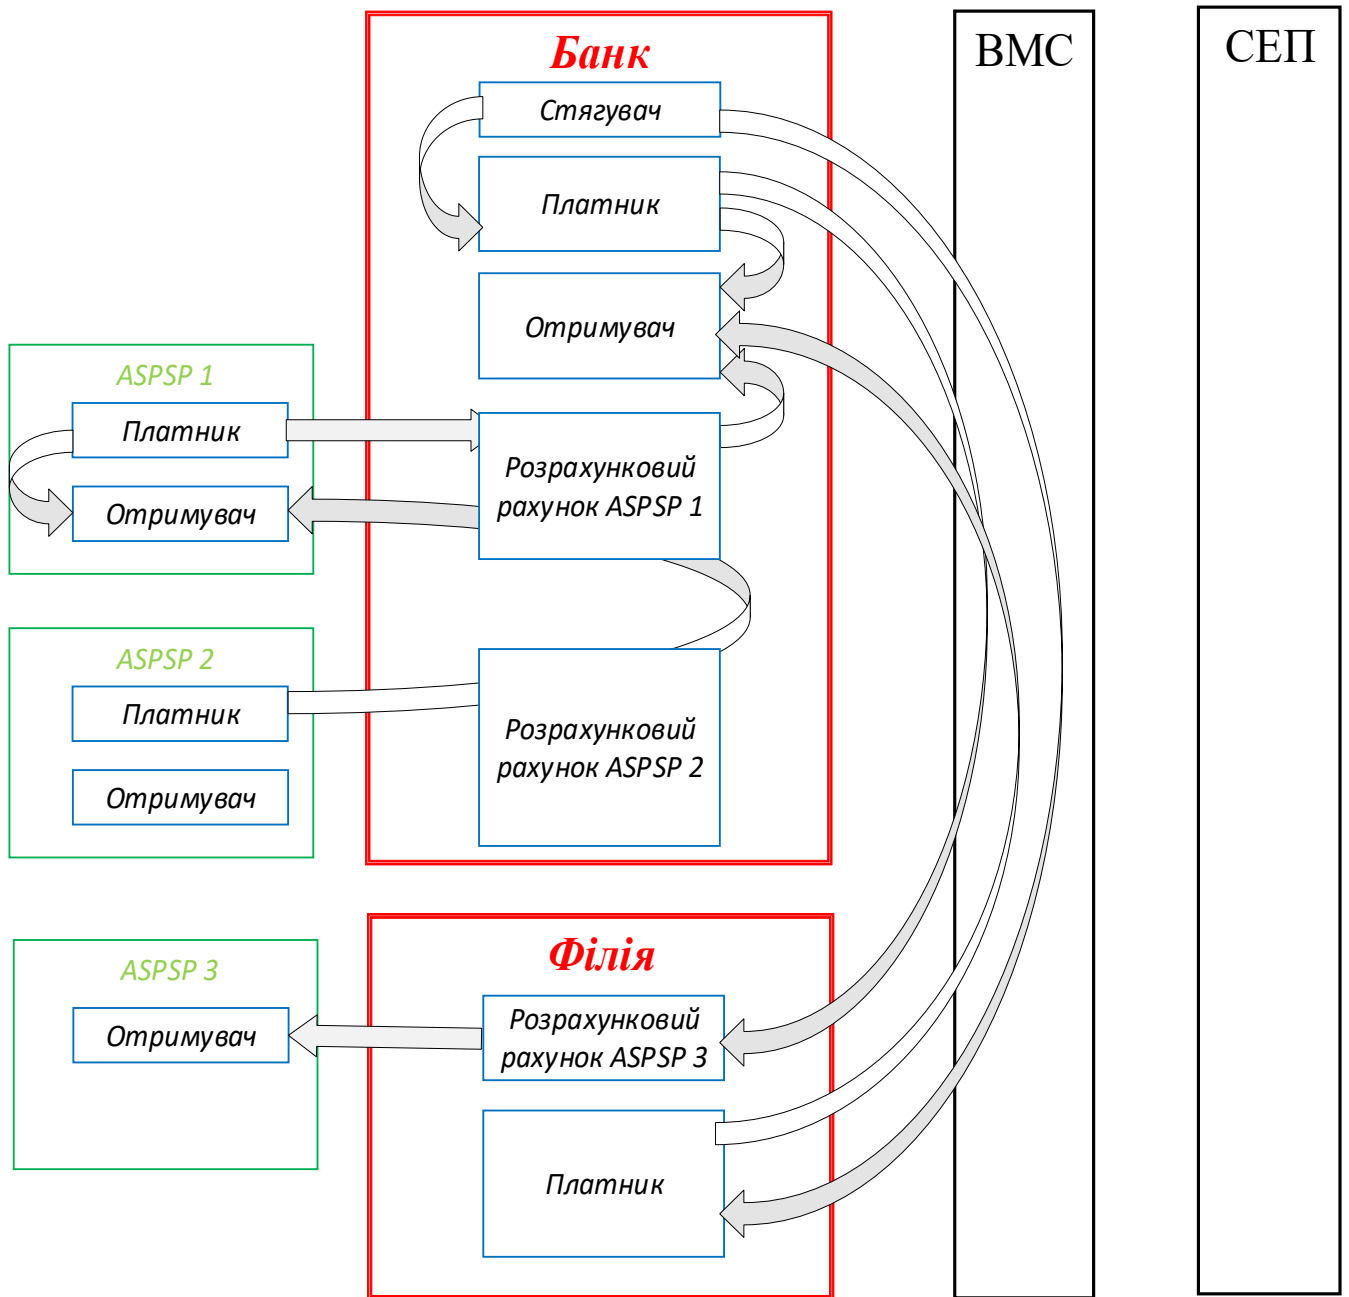 Банк
ВМС
СЕП
Стягувач
Платник
Отримувач
ASPSP 1
Платник
Отримувач
Розрахунковий
рахунок ASPSP 1
ASPSP 2
Платник
Отримувач
Розрахунковий
рахунок ASPSP 2
Філія
ASPSP 3
Отримувач
Розрахунковий
рахунок ASPSP 3
Платник